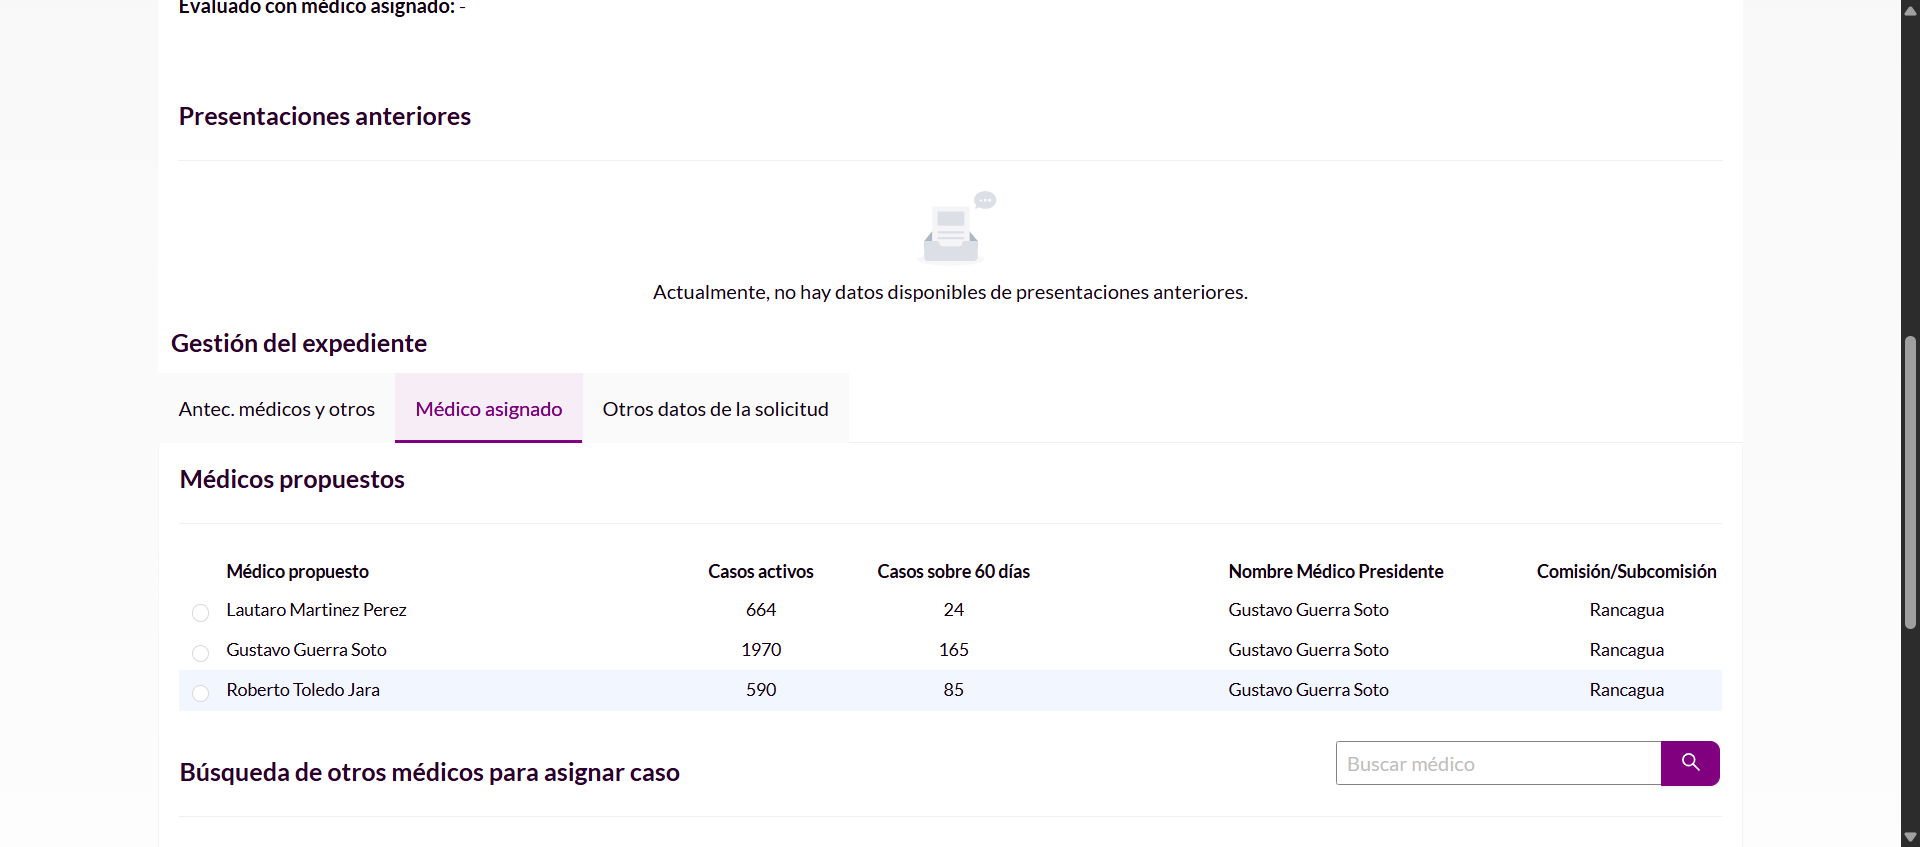 Evaluado con médico asignado: -
Presentaciones anteriores
Actualmente, no hay datos disponibles de presentaciones anteriores.
Gestión del expediente
Antec. médicos y otros Médico asignado Otros datos de la solicitud
Médicos propuestos
Médico propuesto Casos activos Casos sobre 60 días Nombre Médico Presidente Comisión/Subcomisión
Lautaro Martinez Perez 664 24 Gustavo Guerra Soto Rancagua
Gustavo Guerra Soto 1970 165 Gustavo Guerra Soto Rancagua
Roberto Toledo Jara 590 85 Gustavo Guerra Soto Rancagua
Búsqueda de otros médicos para asignar caso Buscar médico